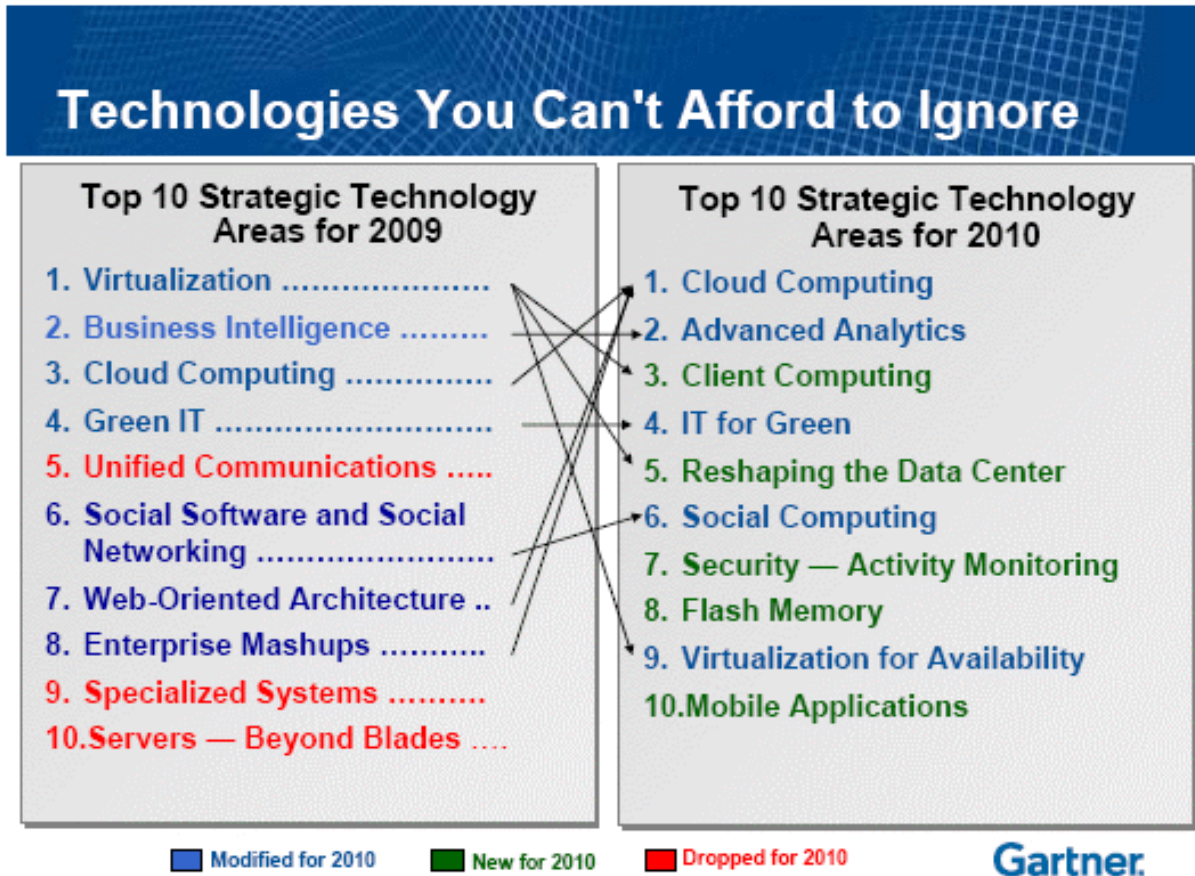 Technologies You Can't Afford to Ignore
Top 10 Strategic Technology
Areas for 2009
1. Virtualization .....................
2. Business Intelligence .........
3. Cloud Computing ...............
4. Green IT ............................
5. Unified Communications .....
6. Social Software and Social
Networking ........................
7. Web-Oriented Architecture ..
8. Enterprise Mashups ...........
9. Specialized Systems ..........
10.Servers — Beyond Blades ....
Top 10 Strategic Technology
Areas for 2010
1. Cloud Computing
2. Advanced Analytics
3. Client Computing
4. IT for Green
5. Reshaping the Data Center
6. Social Computing
7. Security — Activity Monitoring
8. Flash Memory
9. Virtualization for Availability
10.Mobile Applications
Modified for 2010
New for 2010
Dropped for 2010
Gartner.